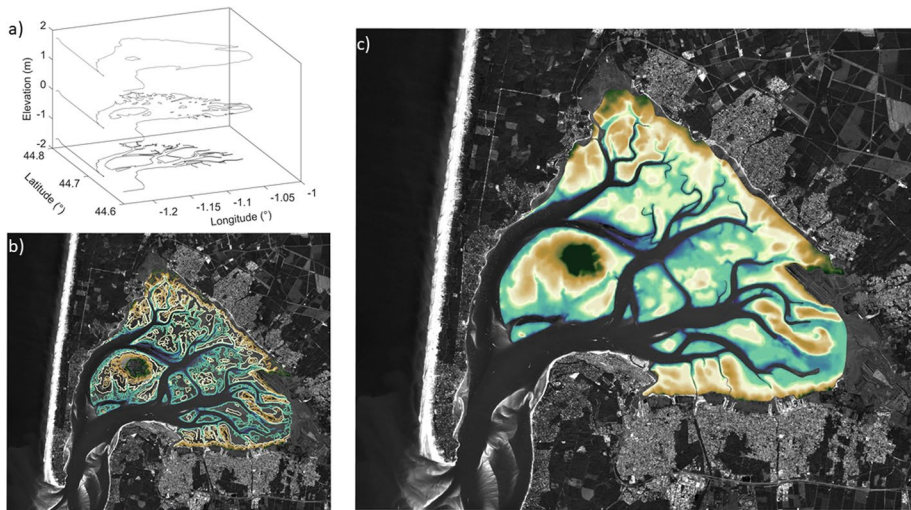 a)
2
1
0
-1
-2
Elevation (m)
44.8
44.7
44.6
Latitude (°)
-1.2
-1.15
-1.1
-1.05
-1
Longitude (°)
b)
c)